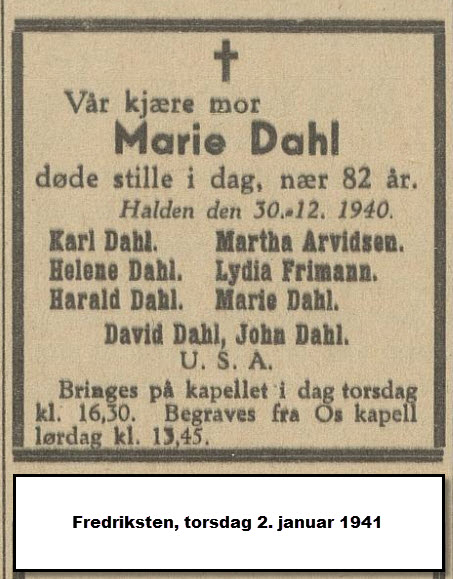 Vår kjære mor
Marie Dahl
døde stille i dag, nær 82 år.
Halden den 30.-12. 1940.
Karl Dahl. Martha Arvidsen.
Helene Dahl. Lydia Frimann.
Harald Dahl. Marie Dahl.
David Dahl, John Dahl.
U. S. A.
Bringes på kapellet i dag torsdag
kl. 16,30. Begraves fra Os kapell
lørdag kl. 13,45.
Fredriksten, torsdag 2. januar 1941